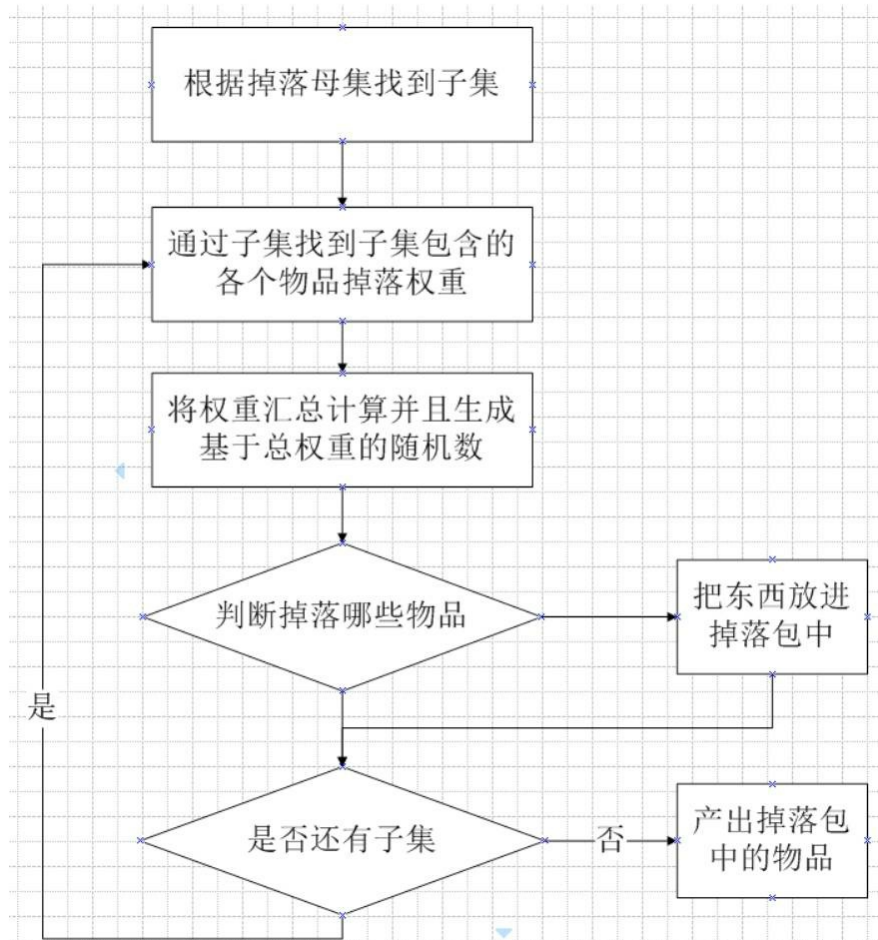 根据掉落母集找到子集
通过子集找到子集包含的
各个物品掉落权重
将权重汇总计算并且生成
基于总权重的随机数
判断掉落哪些物品
把东西放进
掉落包中
是
是否还有子集
否
产出掉落包
中的物品